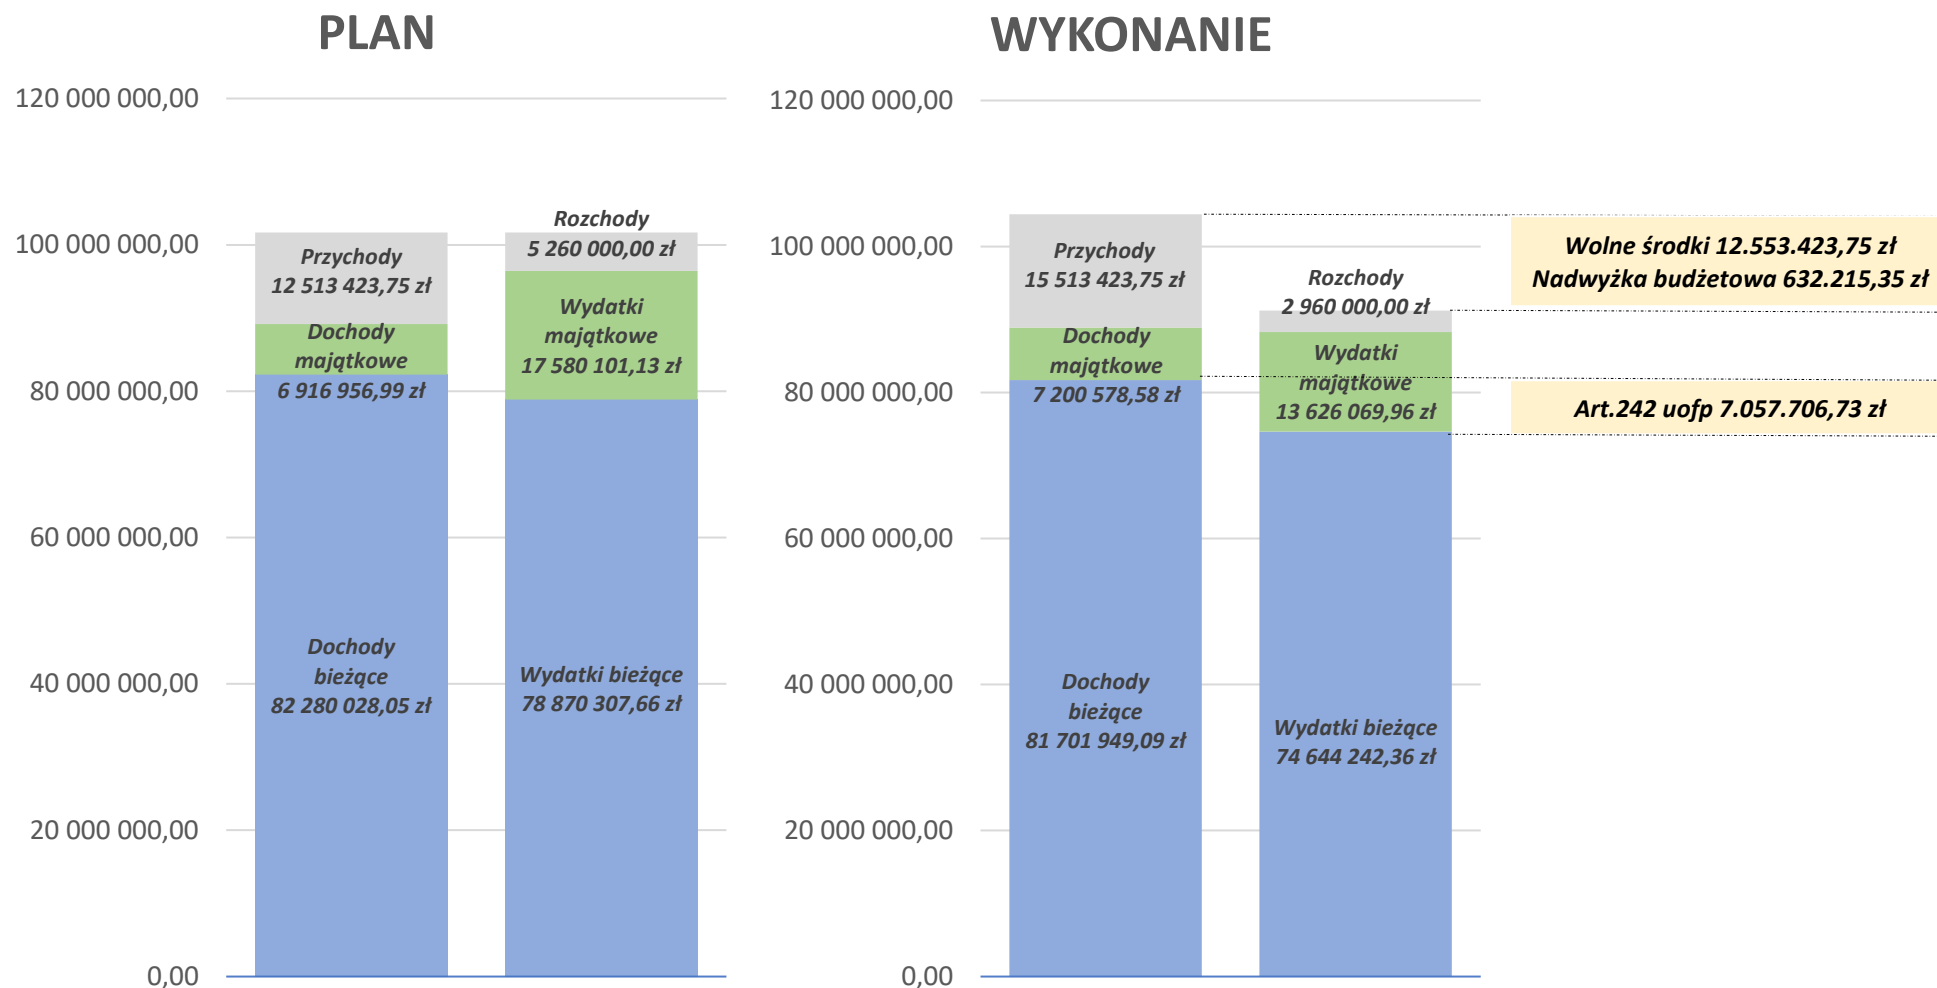 PLAN
120 000 000,00
100 000 000,00
80 000 000,00
60 000 000,00
40 000 000,00
20 000 000,00
0,00
Przychody
12 513 423,75 zł
Dochody
majątkowe
6 916 956,99 zł
Dochody
bieżące
82 280 028,05 zł
Rozchody
5 260 000,00 zł
Wydatki
majątkowe
17 580 101,13 zł
Wydatki bieżące
78 870 307,66 zł
WYKONANIE
120 000 000,00
100 000 000,00
80 000 000,00
60 000 000,00
40 000 000,00
20 000 000,00
0,00
Przychody
15 513 423,75 zł
Dochody
majątkowe
7 200 578,58 zł
Dochody
bieżące
81 701 949,09 zł
Rozchody
2 960 000,00 zł
Wydatki
majątkowe
13 626 069,96 zł
Wydatki bieżące
74 644 242,36 zł
Wolne środki 12.553.423,75 zł
Nadwyżka budżetowa 632.215,35 zł
Art.242 uofp 7.057.706,73 zł